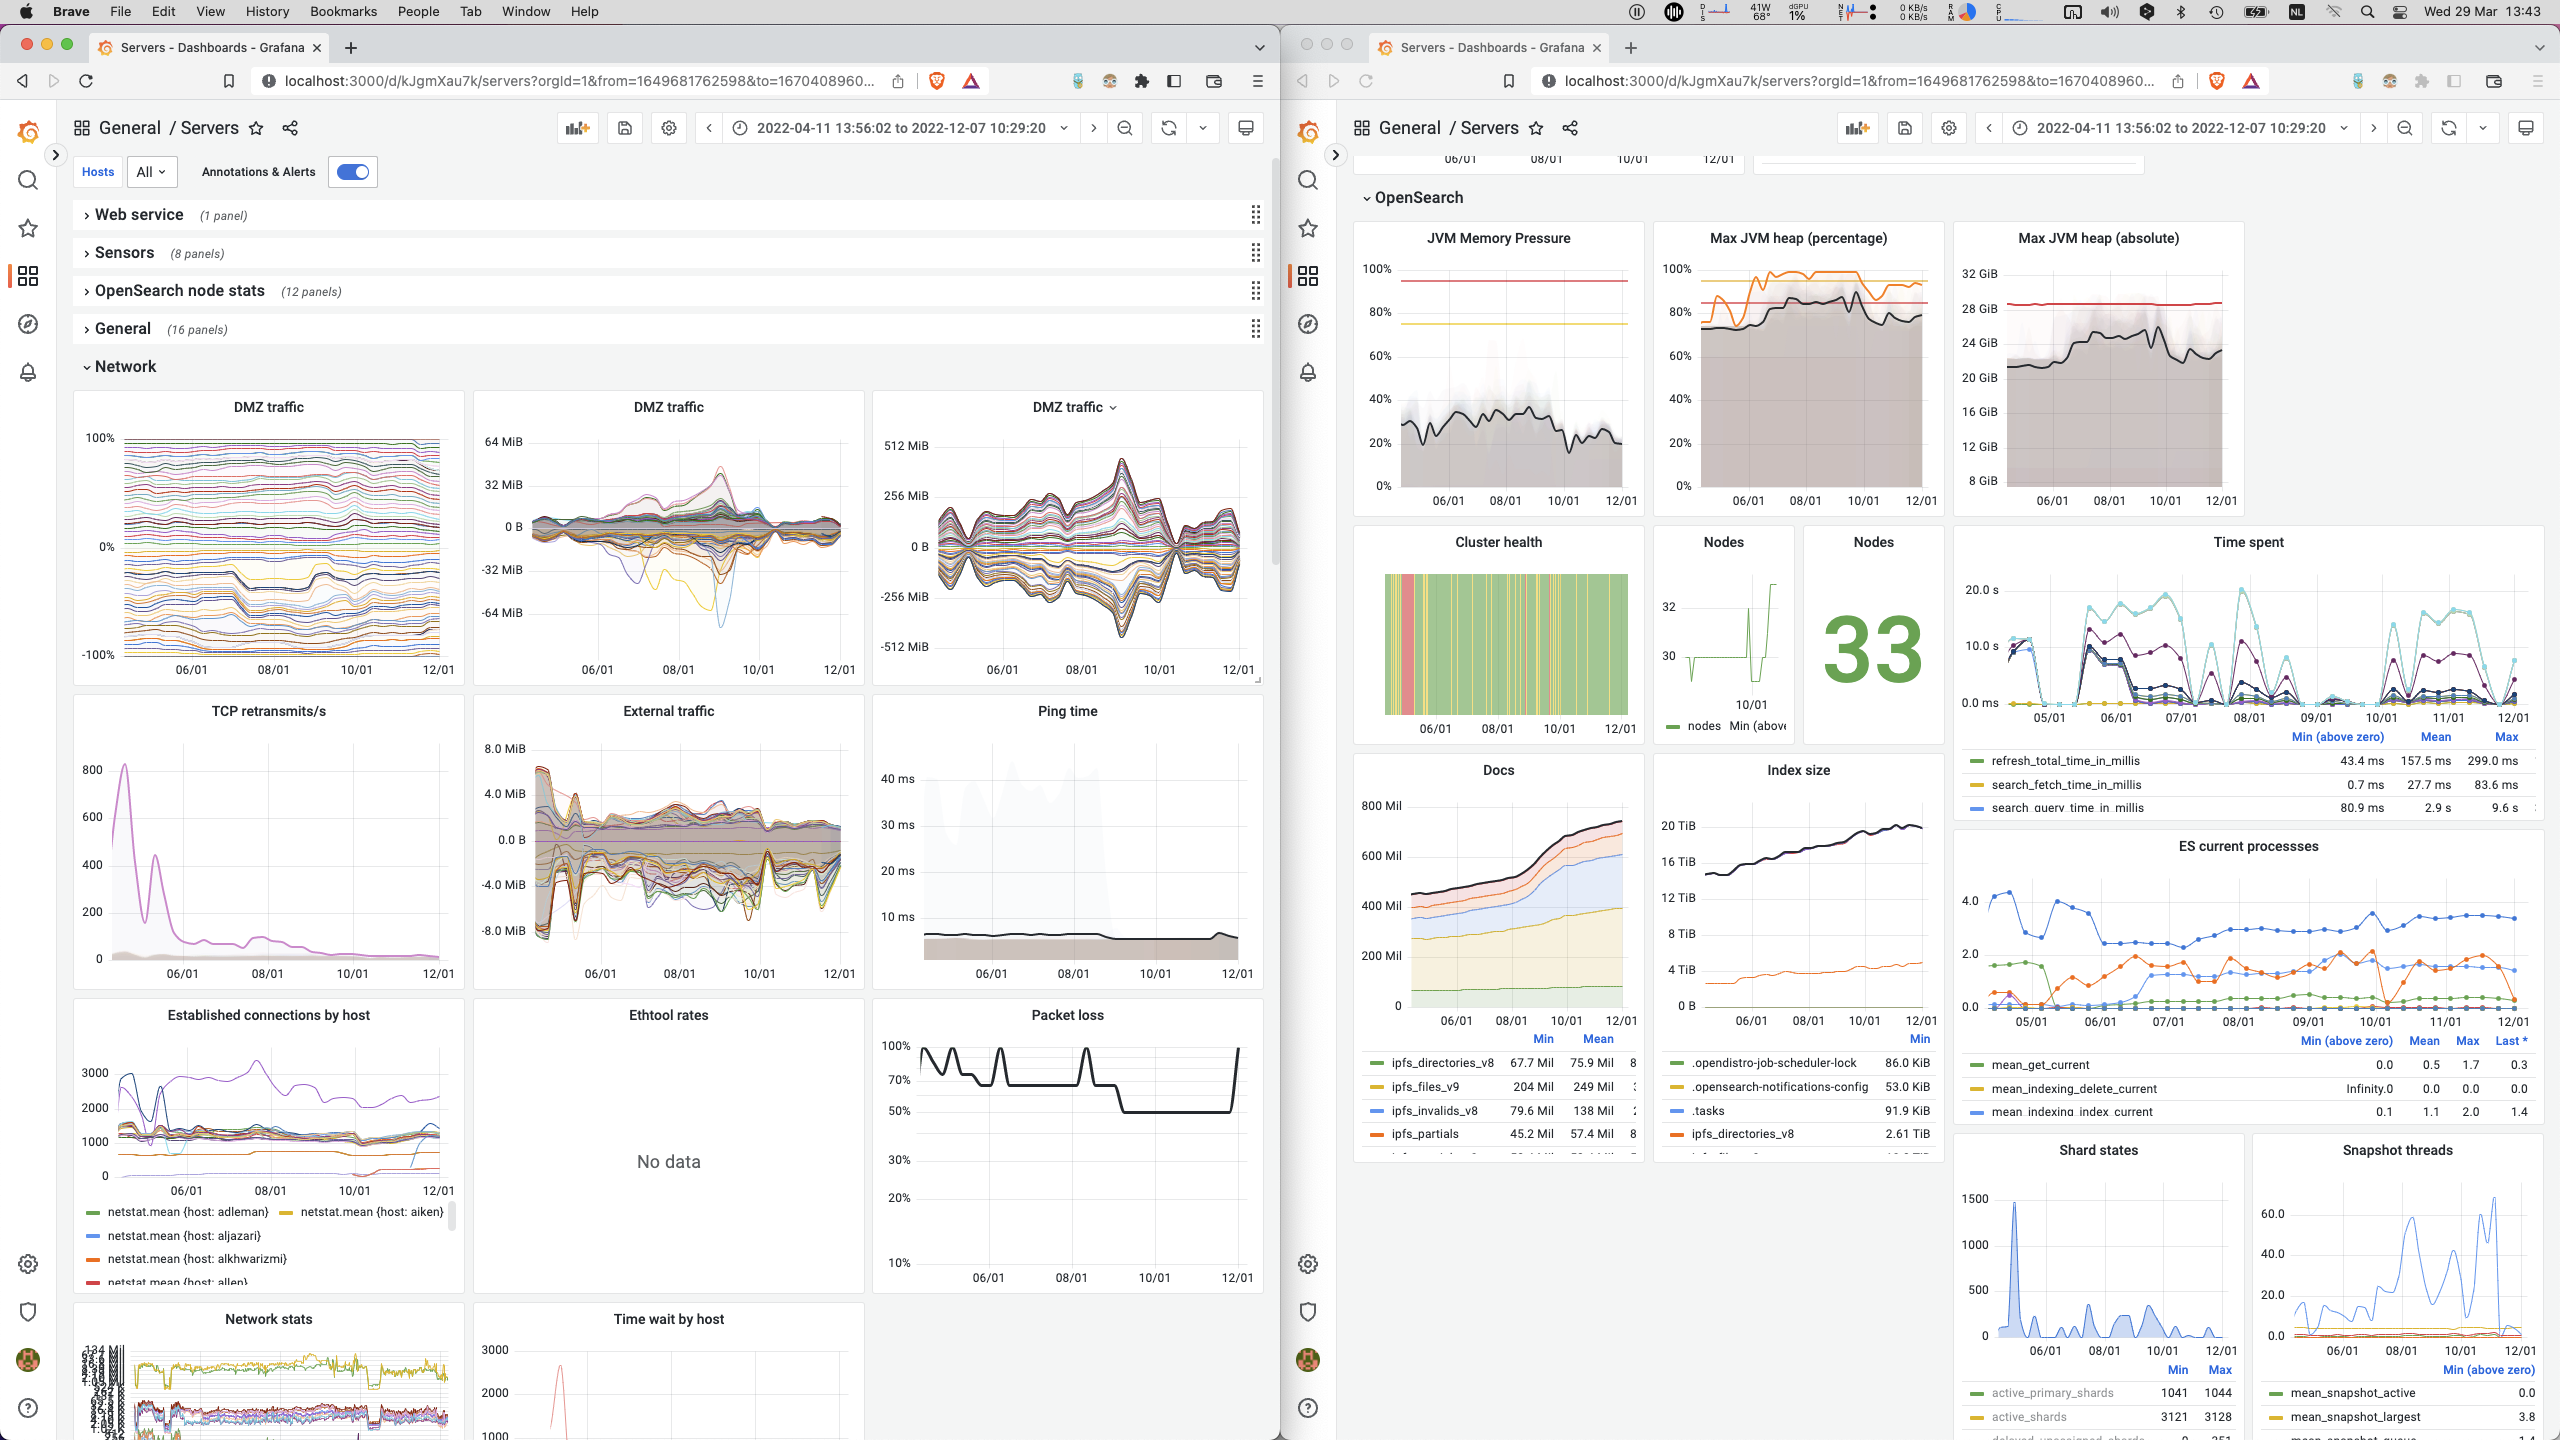 Brave File Edit View History Bookmarks People Tab Window Help
41W 68° dGPU 1% 0 KB/s 0 KB/s NL Wed 29 Mar 13:43
Servers - Dashboards - Grafana
localhost:3000/d/kJgmXau7k/servers?orgId=1&from=1649681762598&to=1670408960...
General / Servers
2022-04-11 13:56:02 to 2022-12-07 10:29:20
Hosts All Annotations & Alerts
Web service (1 panel)
Sensors (8 panels)
OpenSearch node stats (12 panels)
General (16 panels)
Network
DMZ traffic
100%
0%
-100%
06/01 08/01 10/01 12/01
DMZ traffic
64 MiB
32 MiB
0 B
-32 MiB
-64 MiB
06/01 08/01 10/01 12/01
DMZ traffic
512 MiB
256 MiB
0 B
-256 MiB
-512 MiB
06/01 08/01 10/01 12/01
TCP retransmits/s
800
600
400
200
0
06/01 08/01 10/01 12/01
External traffic
8.0 MiB
4.0 MiB
0.0 B
-4.0 MiB
-8.0 MiB
06/01 08/01 10/01 12/01
Ping time
40 ms
30 ms
20 ms
10 ms
06/01 08/01 10/01 12/01
Established connections by host
3000
2000
1000
0
06/01 08/01 10/01 12/01
netstat.mean {host: adleman} netstat.mean {host: aiken}
netstat.mean {host: aljazari}
netstat.mean {host: alkhwarizmi}
netstat.mean {host: allen}
Ethtool rates
No data
Packet loss
100%
70%
50%
30%
20%
10%
06/01 08/01 10/01 12/01
Network stats
134 Mil
Time wait by host
3000
2000
1000
Servers - Dashboards - Grafana
localhost:3000/d/kJgmXau7k/servers?orgId=1&from=1649681762598&to=1670408960...
General / Servers
2022-04-11 13:56:02 to 2022-12-07 10:29:20
06/01 08/01 10/01 12/01
OpenSearch
JVM Memory Pressure
100%
80%
60%
40%
20%
0%
06/01 08/01 10/01 12/01
Max JVM heap (percentage)
100%
80%
60%
40%
20%
0%
06/01 08/01 10/01 12/01
Max JVM heap (absolute)
32 GiB
28 GiB
24 GiB
20 GiB
16 GiB
12 GiB
8 GiB
06/01 08/01 10/01 12/01
Cluster health
06/01 08/01 10/01 12/01
Nodes
32
30
10/01
nodes Min (above
Nodes
33
Time spent
20.0 s
10.0 s
0.0 ms
05/01 06/01 07/01 08/01 09/01 10/01 11/01 12/01
Min (above zero) Mean Max
refresh_total_time_in_millis 43.4 ms 157.5 ms 299.0 ms
search_fetch_time_in_millis 0.7 ms 27.7 ms 83.6 ms
search_query_time_in_millis 80.9 ms 2.9 s 9.6 s
Docs
800 Mil
600 Mil
400 Mil
200 Mil
0
06/01 08/01 10/01 12/01
Min Mean
ipfs_directories_v8 67.7 Mil 75.9 Mil 8
ipfs_files_v9 204 Mil 249 Mil
ipfs_invalids_v8 79.6 Mil 138 Mil
ipfs_partials 45.2 Mil 57.4 Mil 8
Index size
20 TiB
16 TiB
12 TiB
8 TiB
4 TiB
0 B
06/01 08/01 10/01 12/01
Min
.opendistro-job-scheduler-lock 86.0 KiB
.opensearch-notifications-config 53.0 KiB
.tasks 91.9 KiB
ipfs_directories_v8 2.61 TiB
ES current processses
4.0
2.0
0.0
05/01 06/01 07/01 08/01 09/01 10/01 11/01 12/01
Min (above zero) Mean Max Last *
mean_get_current 0.0 0.5 1.7 0.3
mean_indexing_delete_current Infinity.0 0.0 0.0 0.0
mean_indexing_index_current 0.1 1.1 2.0 1.4
Shard states
1500
1000
500
0
06/01 08/01 10/01 12/01
Min Max
active_primary_shards 1041 1044
active_shards 3121 3128
Snapshot threads
60.0
40.0
20.0
0.0
06/01 08/01 10/01 12/01
Min (above zero)
mean_snapshot_active 0.0
mean_snapshot_largest 3.8